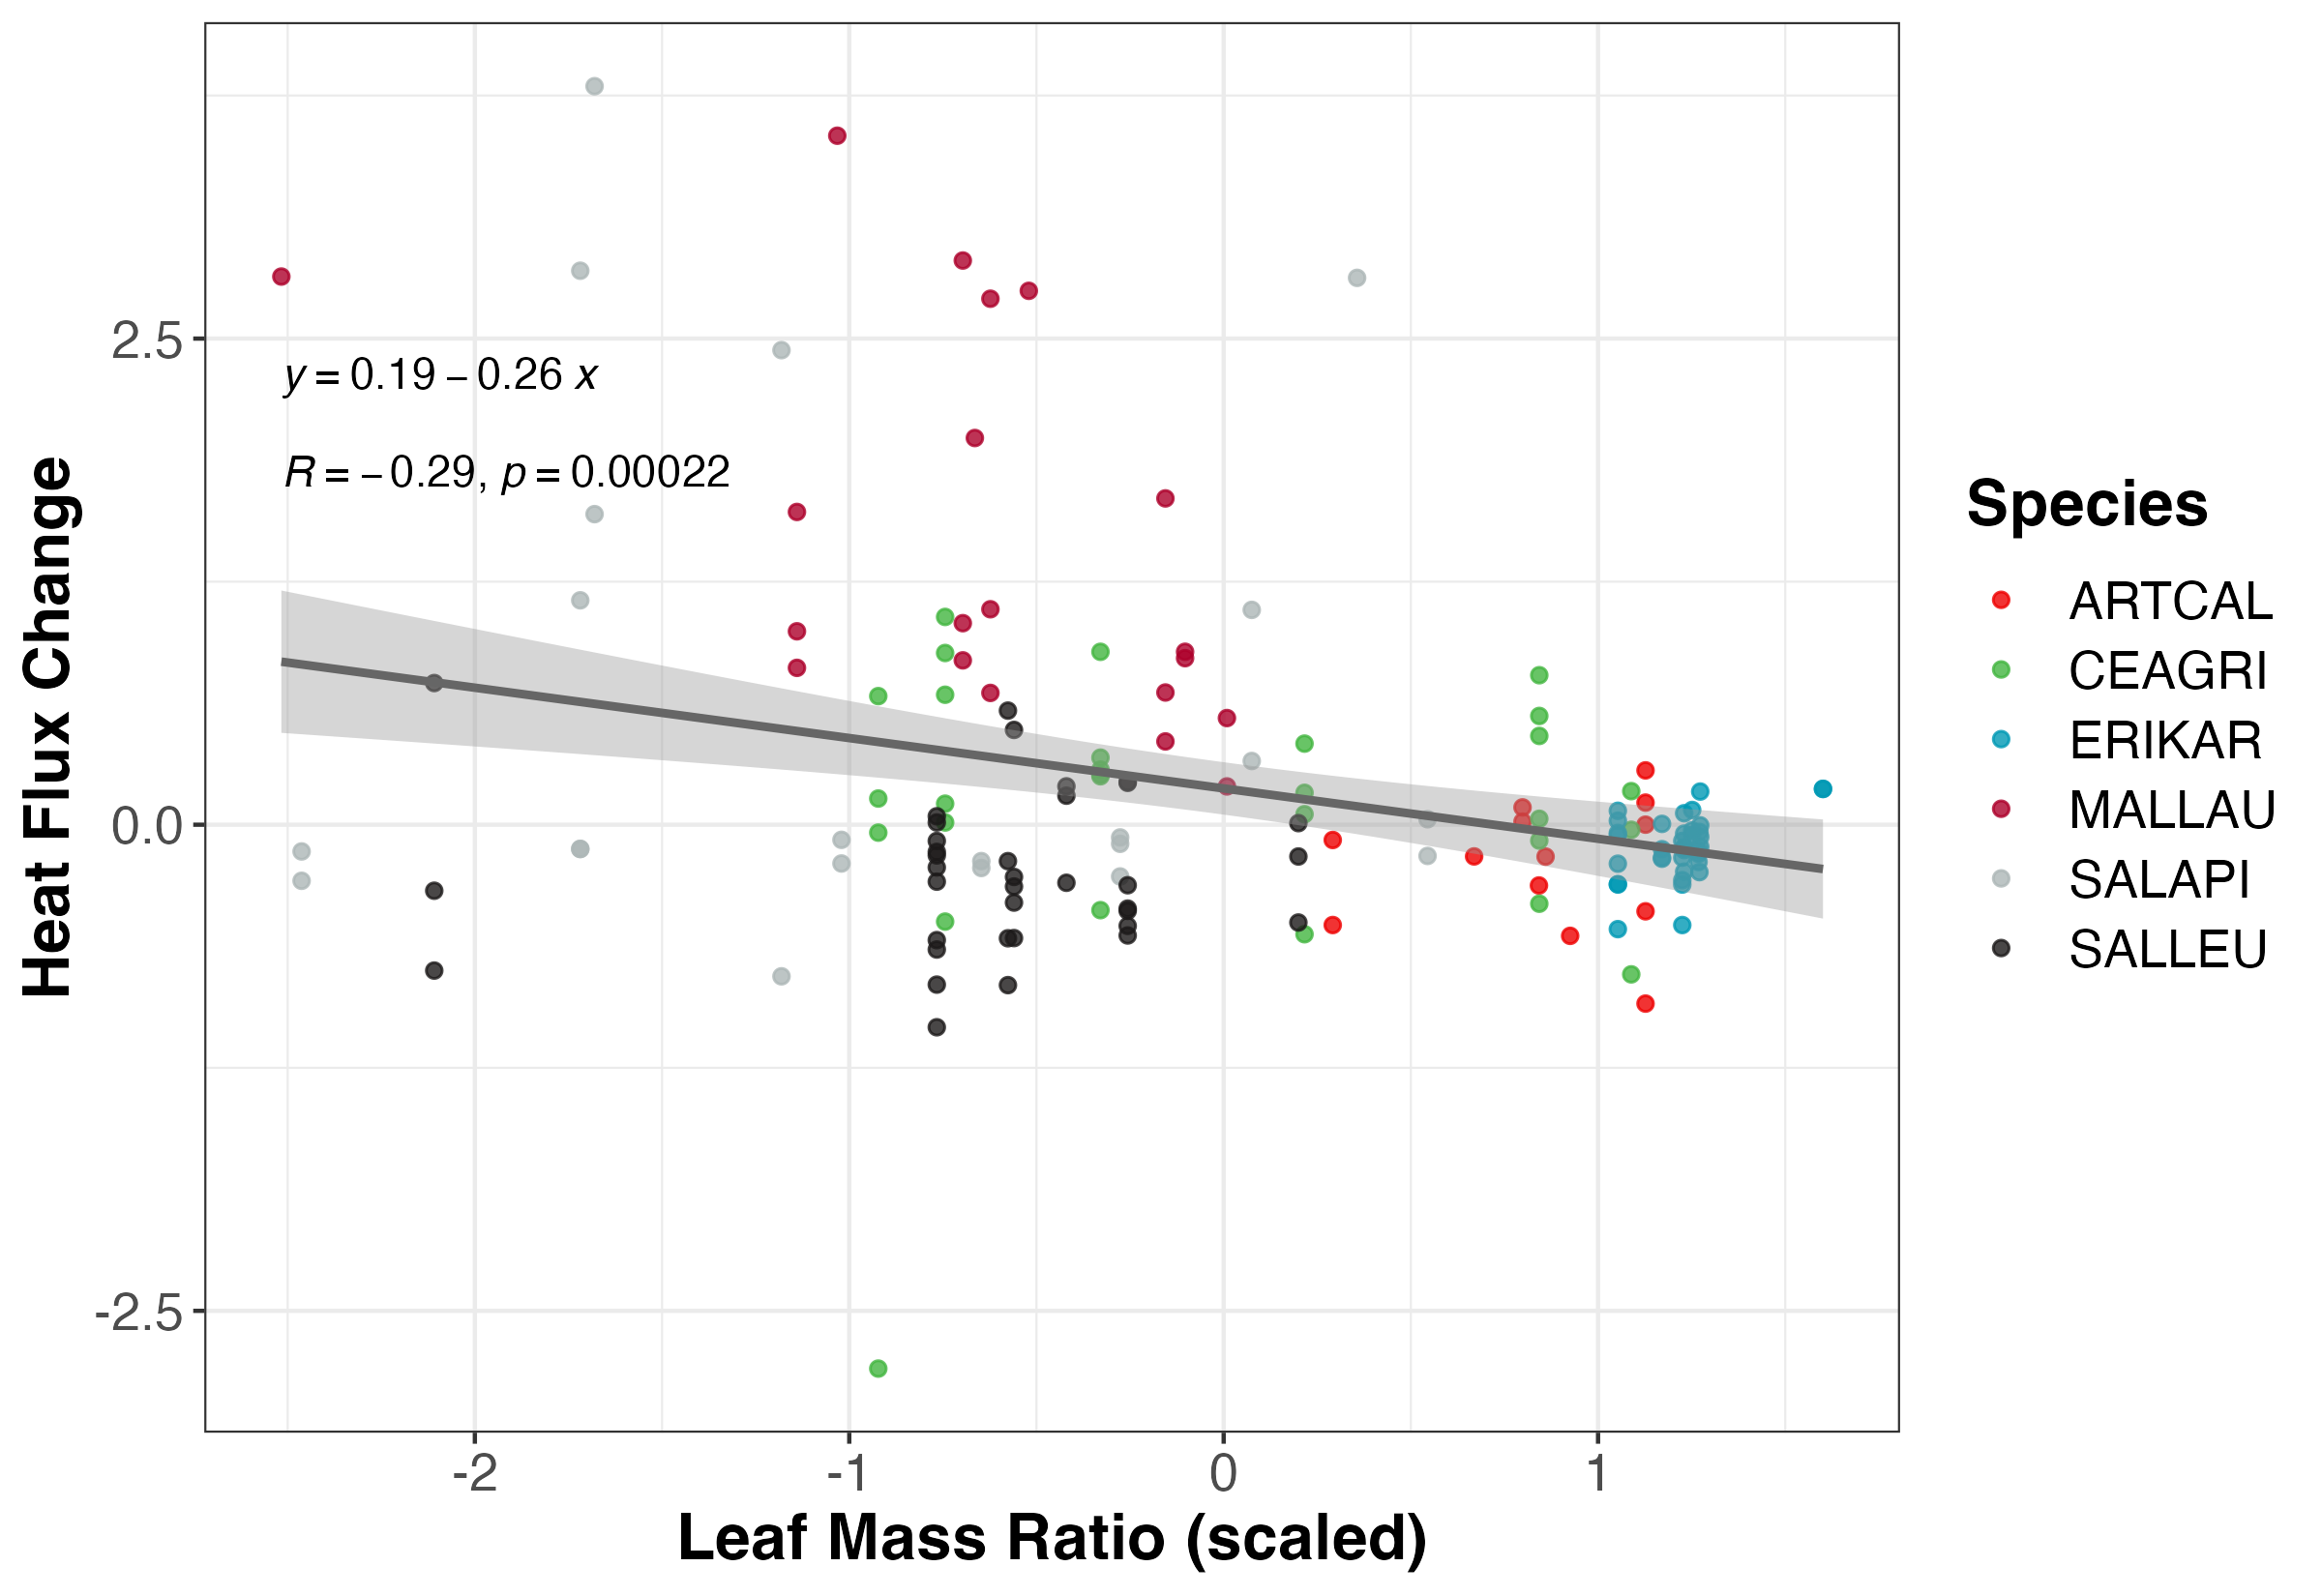 Heat Flux Change
2.5
0.0
-2.5
y = 0.19 − 0.26 x
R = −0.29, p = 0.00022
-2
-1
0
1
Leaf Mass Ratio (scaled)
Species
ARTCAL
CEAGRI
ERIKAR
MALLAU
SALAPI
SALLEU